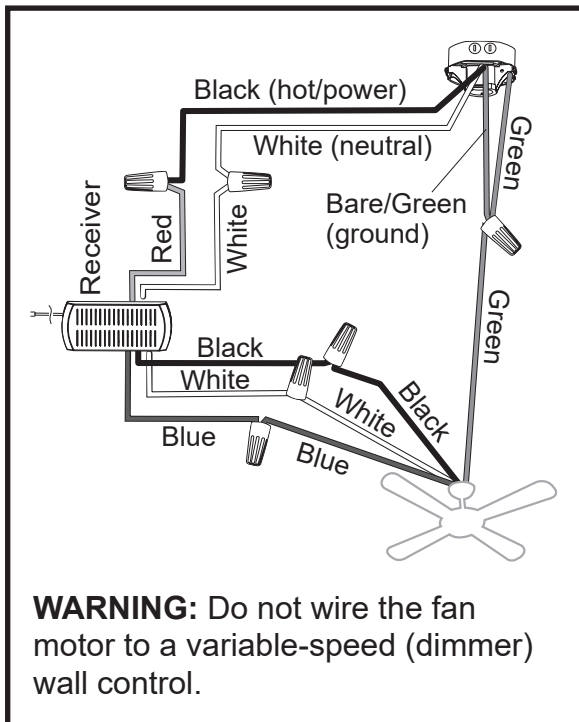 Black (hot/power)
White (neutral)
Green
Bare/Green
(ground)
Receiver
Red
White
Green
Black
White
Black
White
Blue
Blue
WARNING: Do not wire the fan
motor to a variable-speed (dimmer)
wall control.